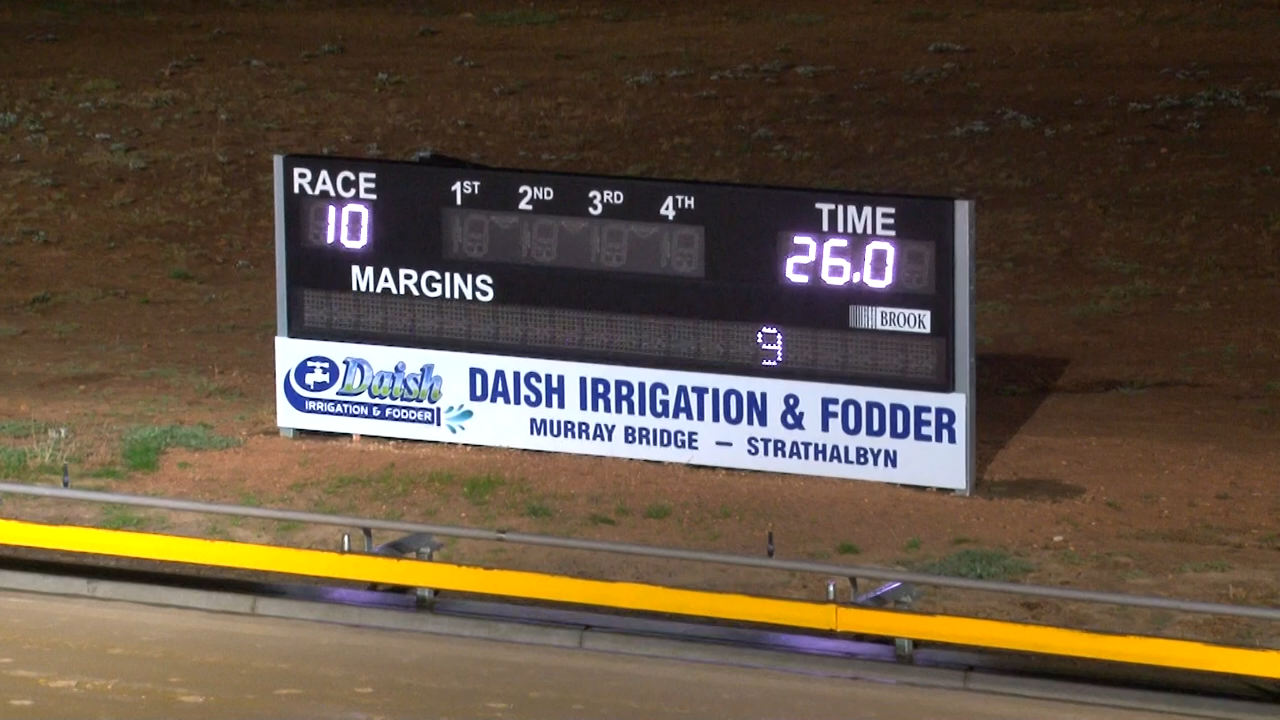 RACE
1ST 2ND 3RD 4TH
TIME
10
26.0
MARGINS
BROOK
9
Daish
IRRIGATION & FODDER
DAISH IRRIGATION & FODDER
MURRAY BRIDGE — STRATHALBYN